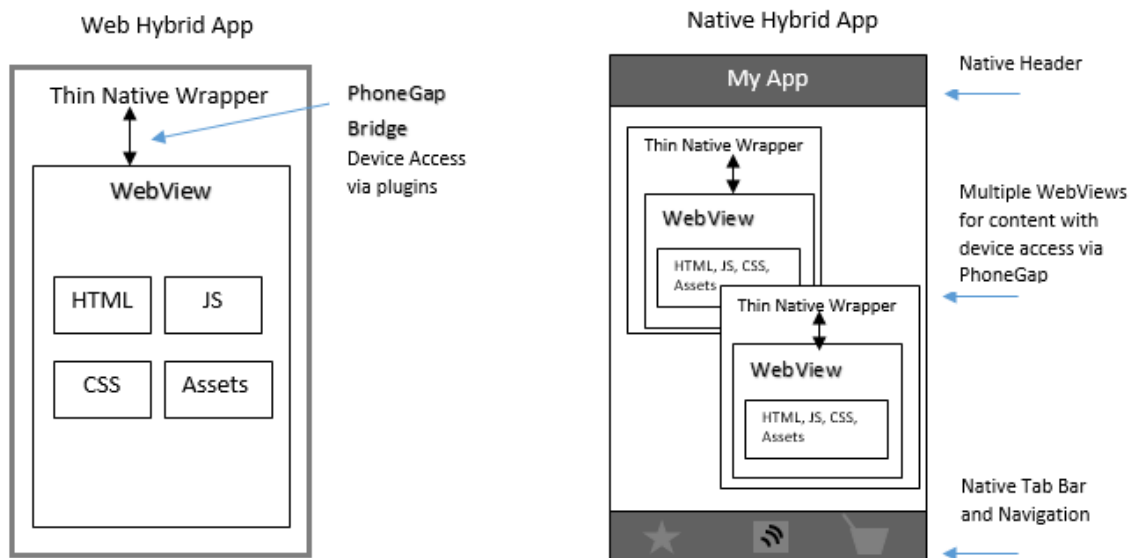 Web Hybrid App
Thin Native Wrapper
PhoneGap
Bridge
Device Access
via plugins
WebView
HTML
JS
CSS
Assets
Native Hybrid App
My App
Native Header
Thin Native Wrapper
WebView
HTML, JS, CSS,
Assets
Multiple WebViews
for content with
device access via
PhoneGap
Thin Native Wrapper
WebView
HTML, JS, CSS,
Assets
Native Tab Bar
and Navigation